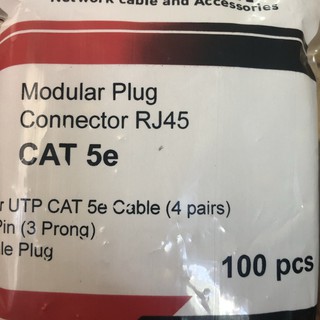 Network cable and Accessories
Modular Plug
Connector RJ45
CAT 5e
r UTP CAT 5e Cable (4 pairs)
Pin (3 Prong)
le Plug
100 pcs